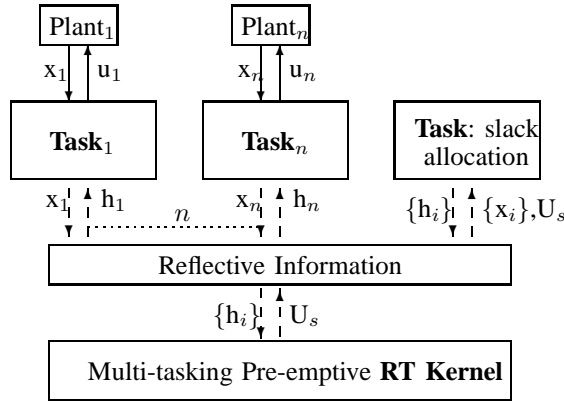 Plant₁ Plantₙ
x₁ u₁ xₙ uₙ
Task₁ Taskₙ Task: slack
allocation
x₁ h₁ n xₙ hₙ {hᵢ} {xᵢ},Uₛ
Reflective Information
{hᵢ} Uₛ
Multi-tasking Pre-emptive RT Kernel